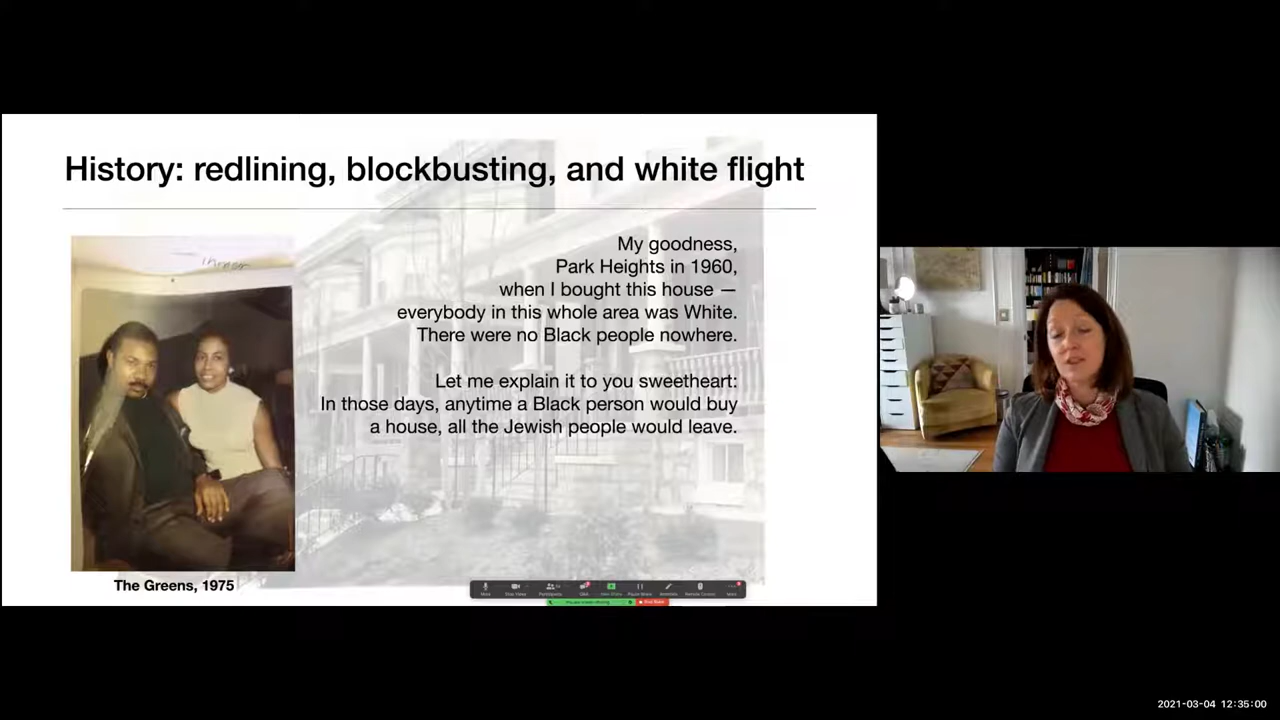 History: redlining, blockbusting, and white flight
My goodness,
Park Heights in 1960,
when I bought this house —
everybody in this whole area was White.
There were no Black people nowhere.
Let me explain it to you sweetheart:
In those days, anytime a Black person would buy
a house, all the Jewish people would leave.
The Greens, 1975
2021-03-04 12:35:00